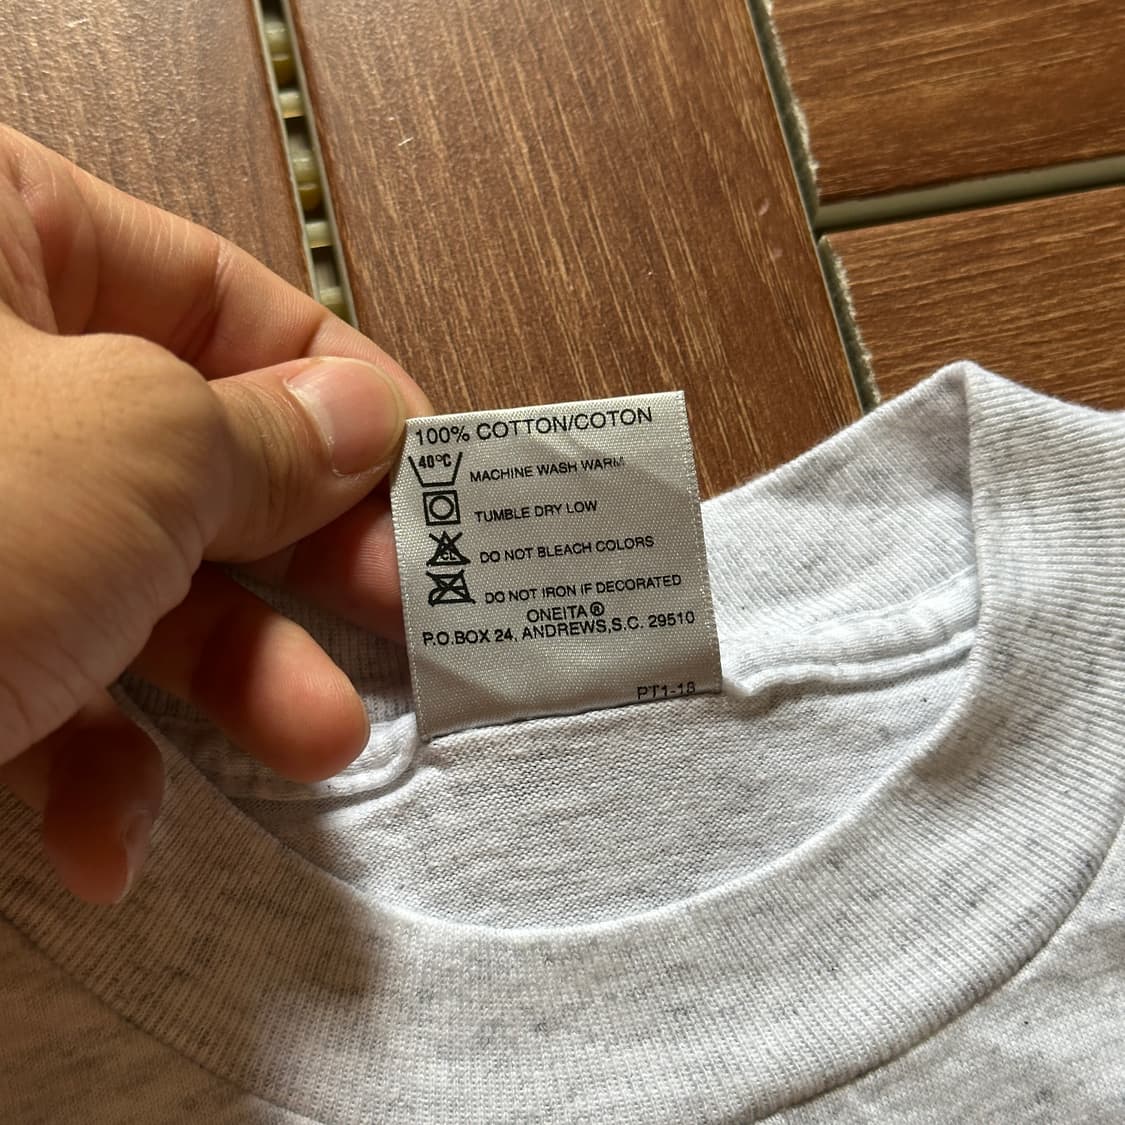 100% COTTON/COTON
40°C MACHINE WASH WARM
TUMBLE DRY LOW
CL DO NOT BLEACH COLORS
DO NOT IRON IF DECORATED
ONEITA®
P.O.BOX 24, ANDREWS,S.C. 29510
PT1-18